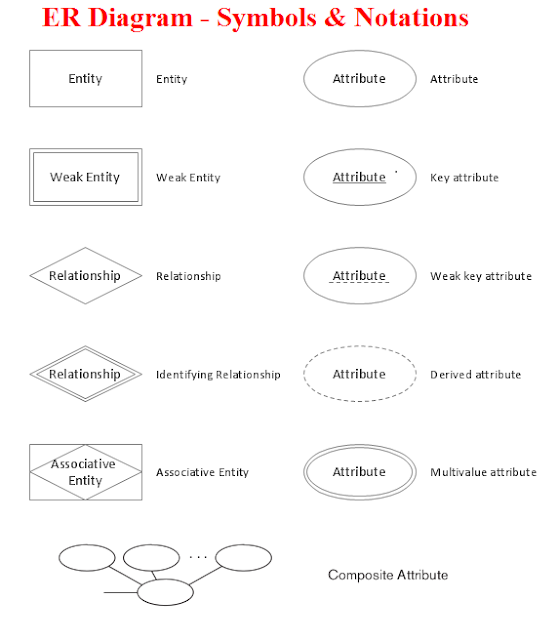 ER Diagram - Symbols & Notations
Entity
Entity
Attribute
Attribute
Weak Entity
Weak Entity
Attribute
Key attribute
Relationship
Relationship
Attribute
Weak key attribute
Relationship
Identifying Relationship
Attribute
Derived attribute
Associative
Entity
Associative Entity
Attribute
Multivalue attribute
...
Composite Attribute